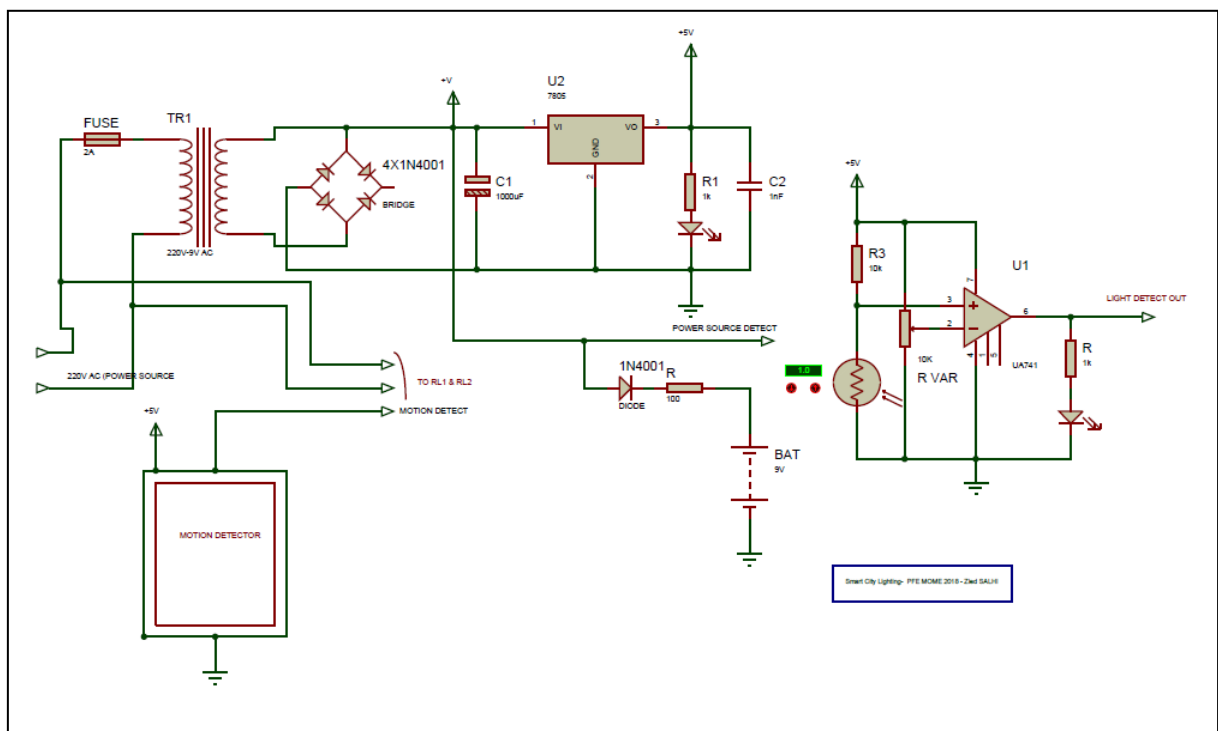 +5V
+V
U2
7805
FUSE
2A
TR1
1
VI
VO
3
GND
2
4X1N4001
BRIDGE
C1
1000uF
R1
1k
C2
1nF
220V-9V AC
+5V
R3
10k
U1
7
3
2
6
4
1
5
UA741
10K
R VAR
LIGHT DETECT OUT
R
1k
POWER SOURCE DETECT
1.0
220V AC (POWER SOURCE
TO RL1 & RL2
MOTION DETECT
1N4001
DIODE
R
100
BAT
9V
+5V
MOTION DETECTOR
Smart City Lighting- PFE MOME 2018 - Zied SALHI